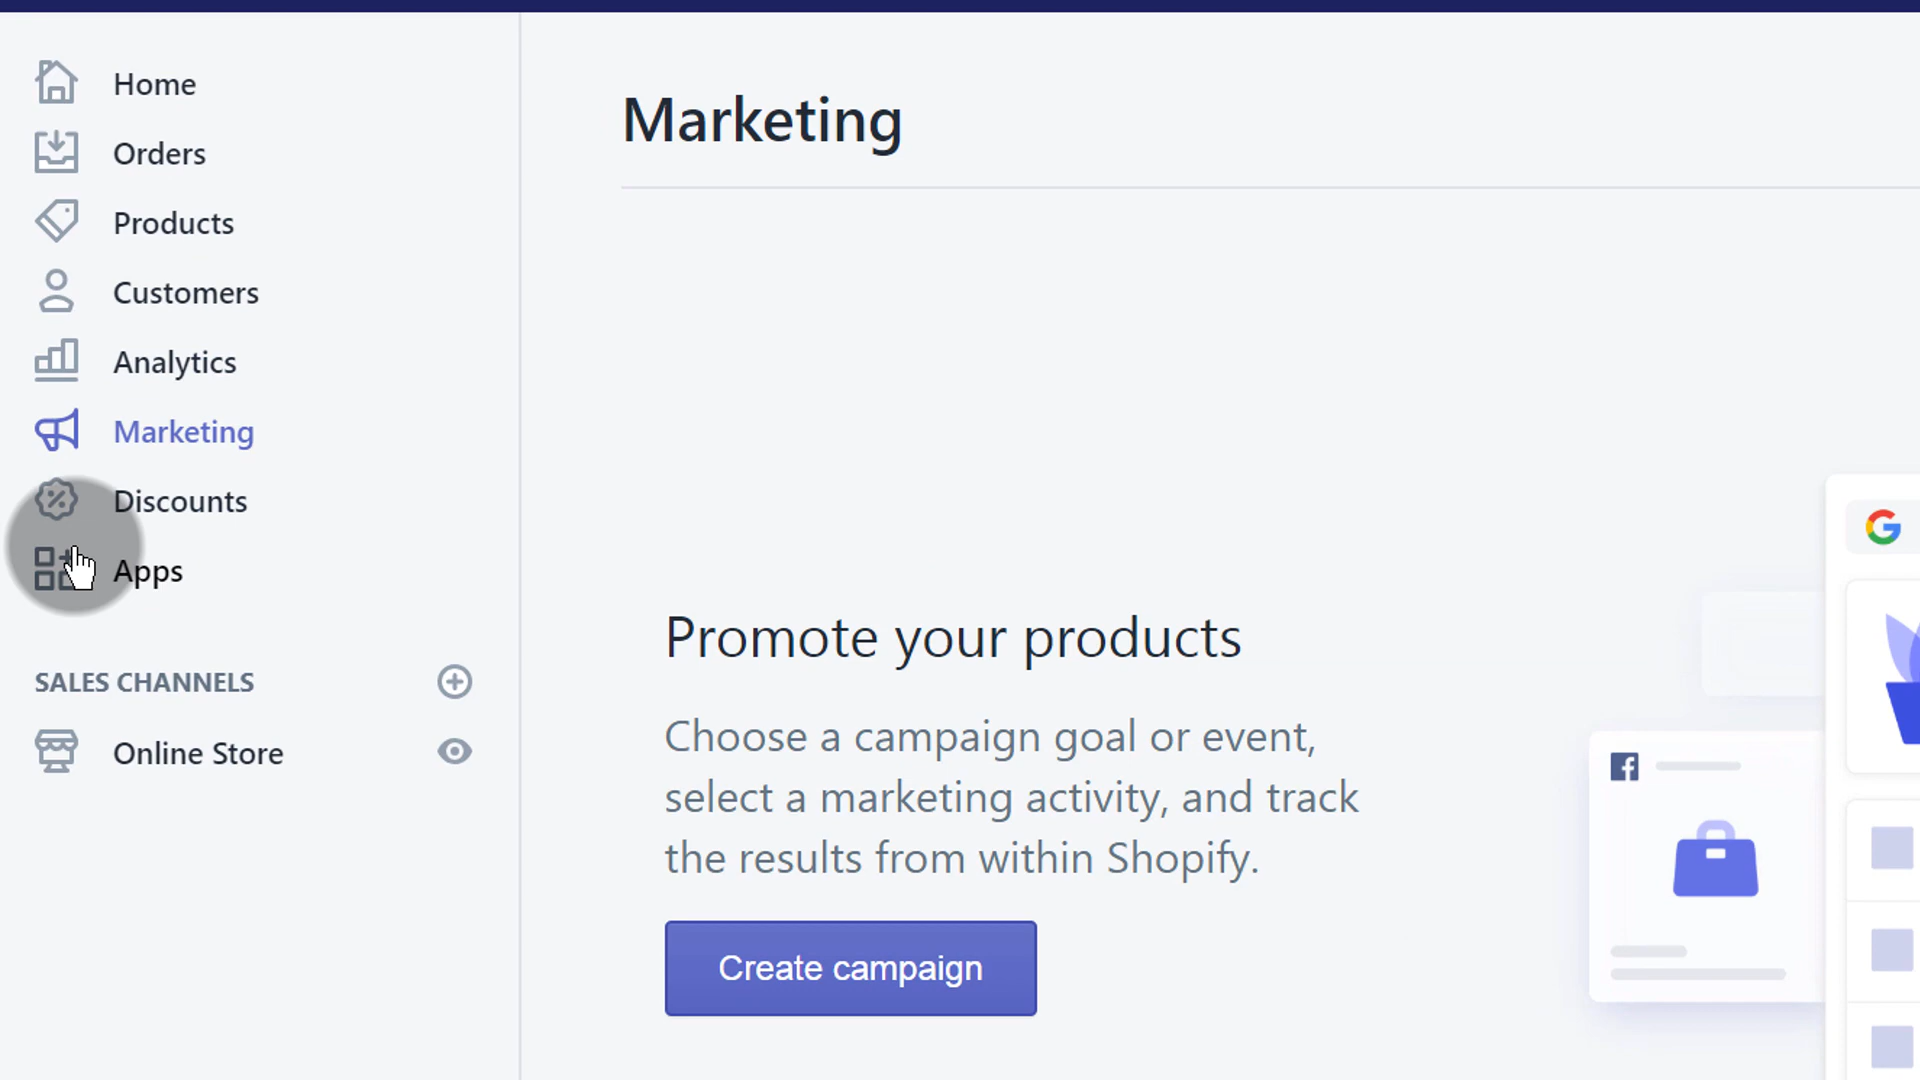 Home
Orders
Products
Customers
Analytics
Marketing
Discounts
Apps
SALES CHANNELS
Online Store
Marketing
Promote your products
Choose a campaign goal or event,
select a marketing activity, and track
the results from within Shopify.
Create campaign